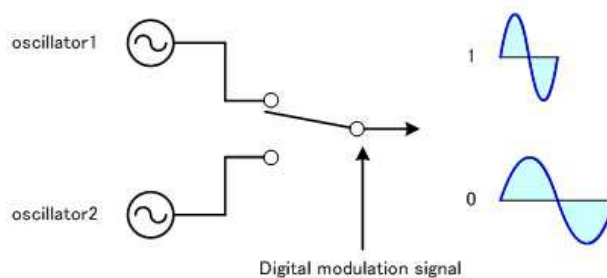 oscillator1
1
0
oscillator2
Digital modulation signal